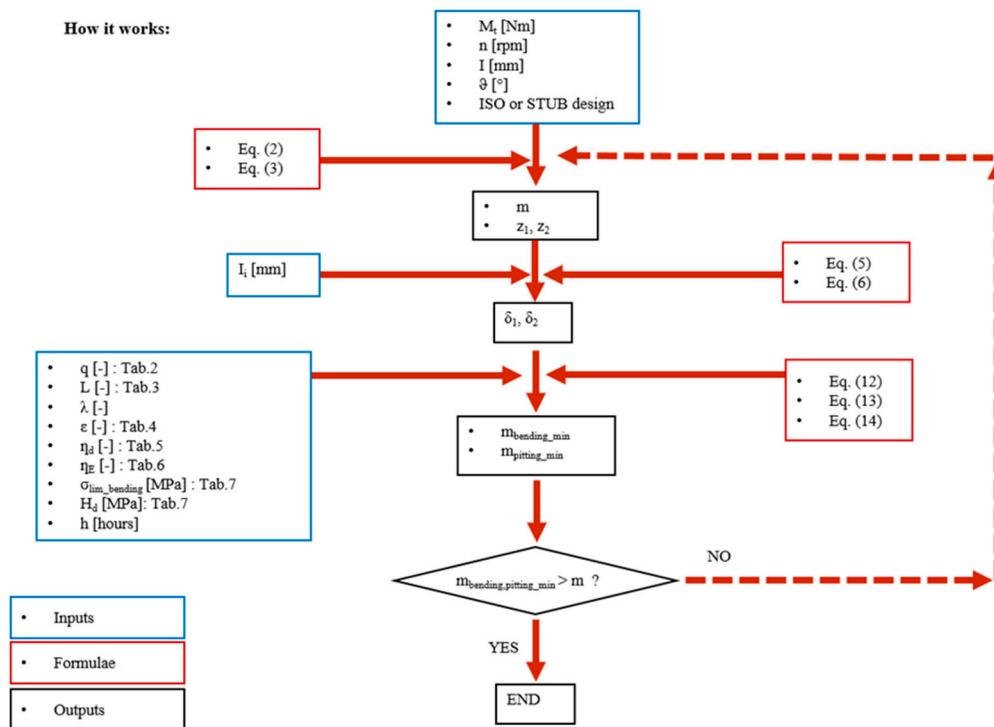 How it works:
• Mt [Nm]
• n [rpm]
• I [mm]
• ϑ [°]
• ISO or STUB design
• Eq. (2)
• Eq. (3)
• m
• z1, z2
Ii [mm]
• Eq. (5)
• Eq. (6)
δ1, δ2
• q [-] : Tab.2
• L [-] : Tab.3
• λ [-]
• ε [-] : Tab.4
• ηd [-] : Tab.5
• ηE [-] : Tab.6
• σlim_bending [MPa] : Tab.7
• Hd [MPa]: Tab.7
• h [hours]
• Eq. (12)
• Eq. (13)
• Eq. (14)
• mbending_min
• mpitting_min
mbending,pitting_min > m ?
NO
YES
END
• Inputs
• Formulae
• Outputs